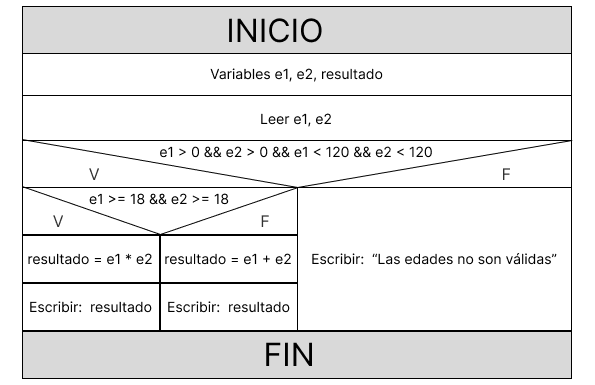 INICIO
Variables e1, e2, resultado
Leer e1, e2
e1 > 0 && e2 > 0 && e1 < 120 && e2 < 120
V
F
e1 >= 18 && e2 >= 18
V
F
resultado = e1 * e2
resultado = e1 + e2
Escribir: “Las edades no son válidas”
Escribir: resultado
Escribir: resultado
FIN